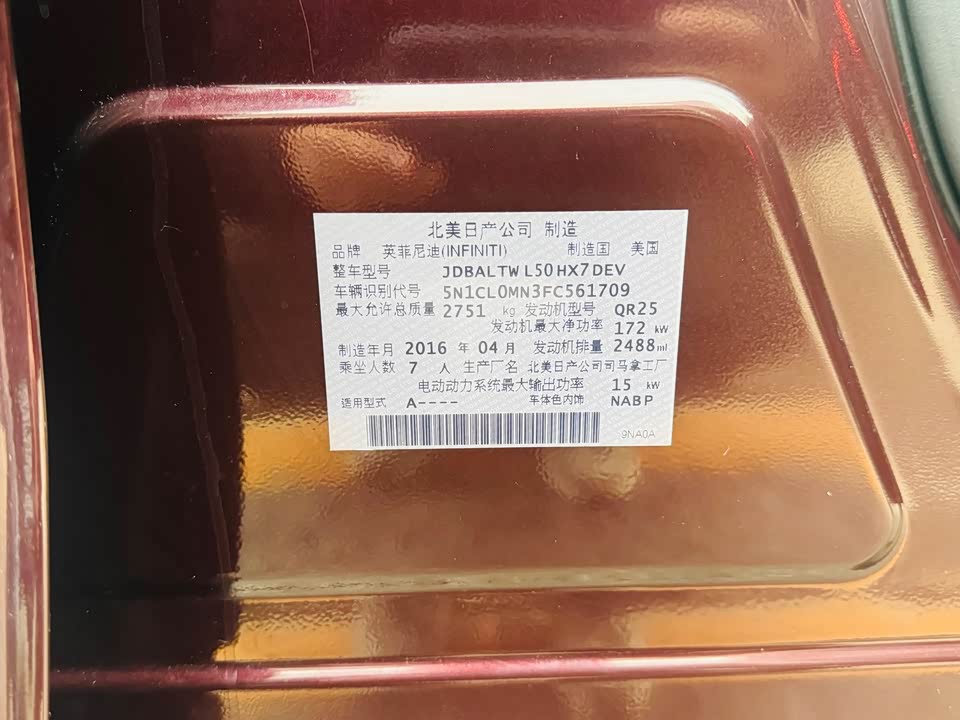 北美日产公司 制造
品牌 英菲尼迪(INFINITI) 制造国 美国
整车型号 JDBALTWL50HX7DEV
车辆识别代号 5N1CL0MN3FC561709
最大允许总质量 2751 kg 发动机型号 QR25
发动机最大净功率 172 kW
制造年月 2016 年 04 月 发动机排量 2488ml
乘坐人数 7 人 生产厂名 北美日产公司司马拿工厂
电动动力系统最大输出功率 15 kW
适用型式 A---- 车体色内饰 NAB P
9NA0A